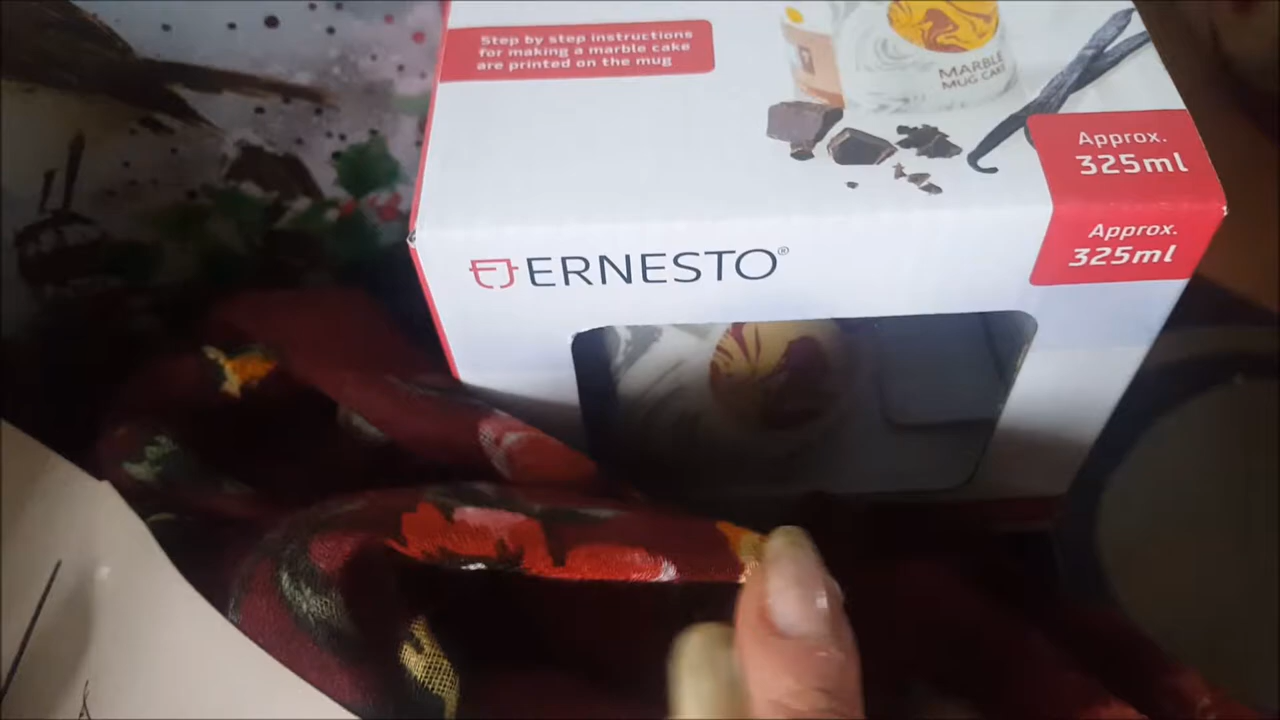 Step by step instructions
for making a marble cake
are printed on the mug
MARBLE
MUG CAKE
Approx.
325ml
Approx.
325ml
ERNESTO®